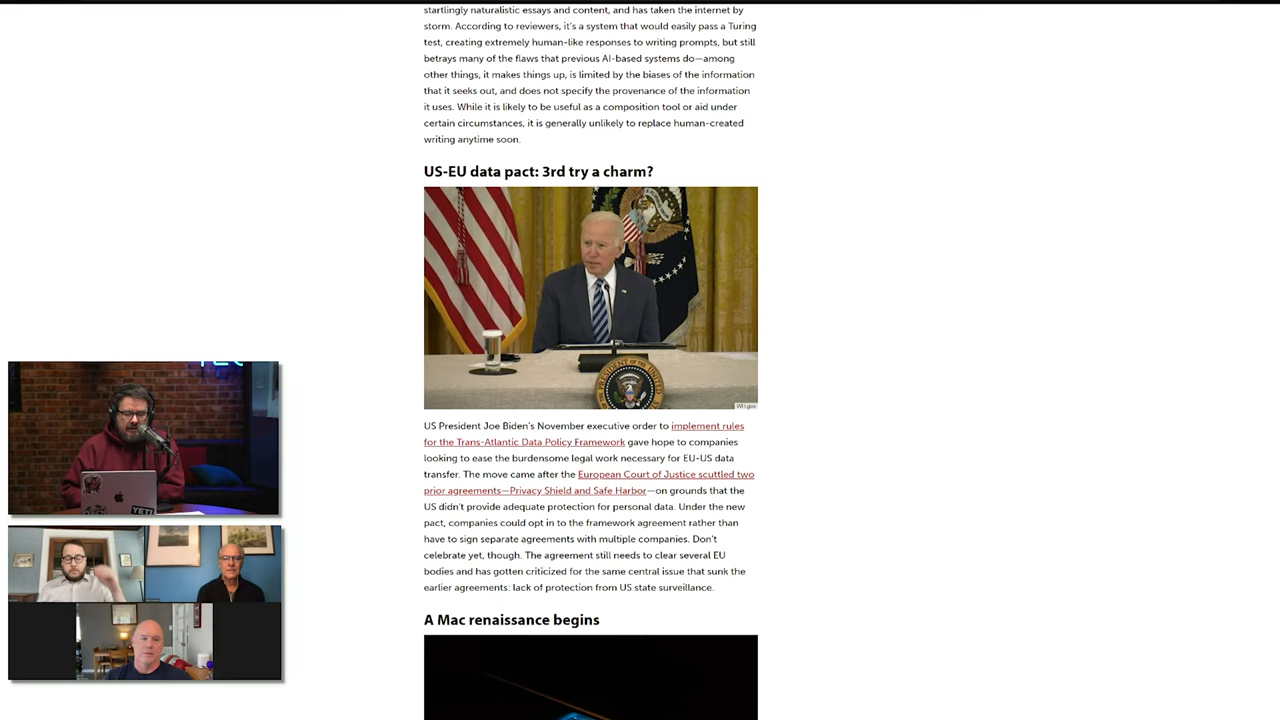 startlingly naturalistic essays and content, and has taken the internet by
storm. According to reviewers, it's a system that would easily pass a Turing
test, creating extremely human-like responses to writing prompts, but still
betrays many of the flaws that previous AI-based systems do—among
other things, it makes things up, is limited by the biases of the information
that it seeks out, and does not specify the provenance of the information
it uses. While it is likely to be useful as a composition tool or aid under
certain circumstances, it is generally unlikely to replace human-created
writing anytime soon.
US-EU data pact: 3rd try a charm?
PRESIDENT OF THE UNITED
WH.gov
US President Joe Biden's November executive order to implement rules
for the Trans-Atlantic Data Policy Framework gave hope to companies
looking to ease the burdensome legal work necessary for EU-US data
transfer. The move came after the European Court of Justice scuttled two
prior agreements—Privacy Shield and Safe Harbor—on grounds that the
US didn't provide adequate protection for personal data. Under the new
pact, companies could opt in to the framework agreement rather than
have to sign separate agreements with multiple companies. Don't
celebrate yet, though. The agreement still needs to clear several EU
bodies and has gotten criticized for the same central issue that sunk the
earlier agreements: lack of protection from US state surveillance.
A Mac renaissance begins
YETI